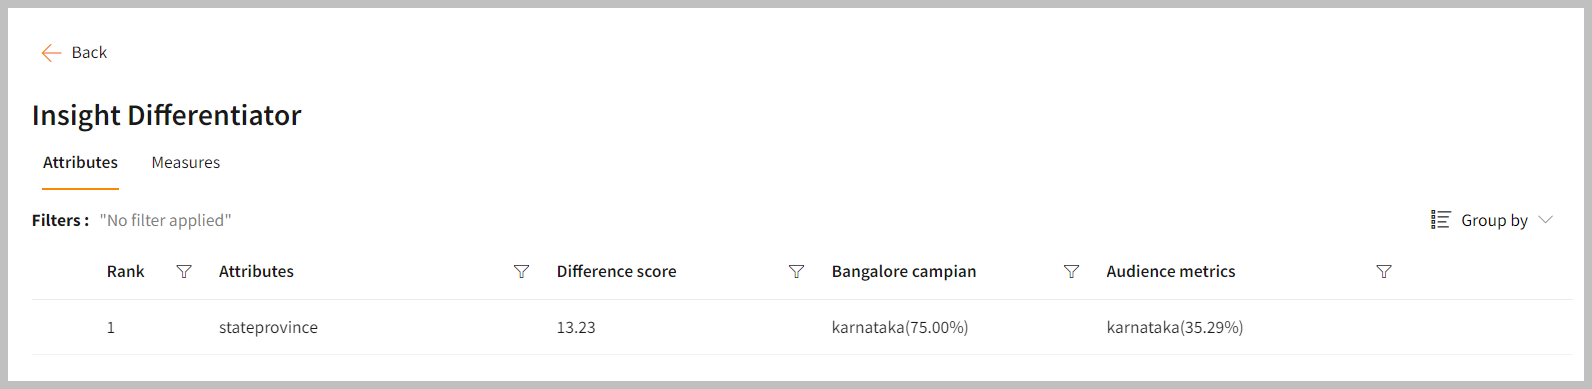 Back
Insight Differentiator
Attributes Measures
Filters : "No filter applied" Group by
Rank Attributes Difference score Bangalore campian Audience metrics
1 stateprovince 13.23 karnataka(75.00%) karnataka(35.29%)